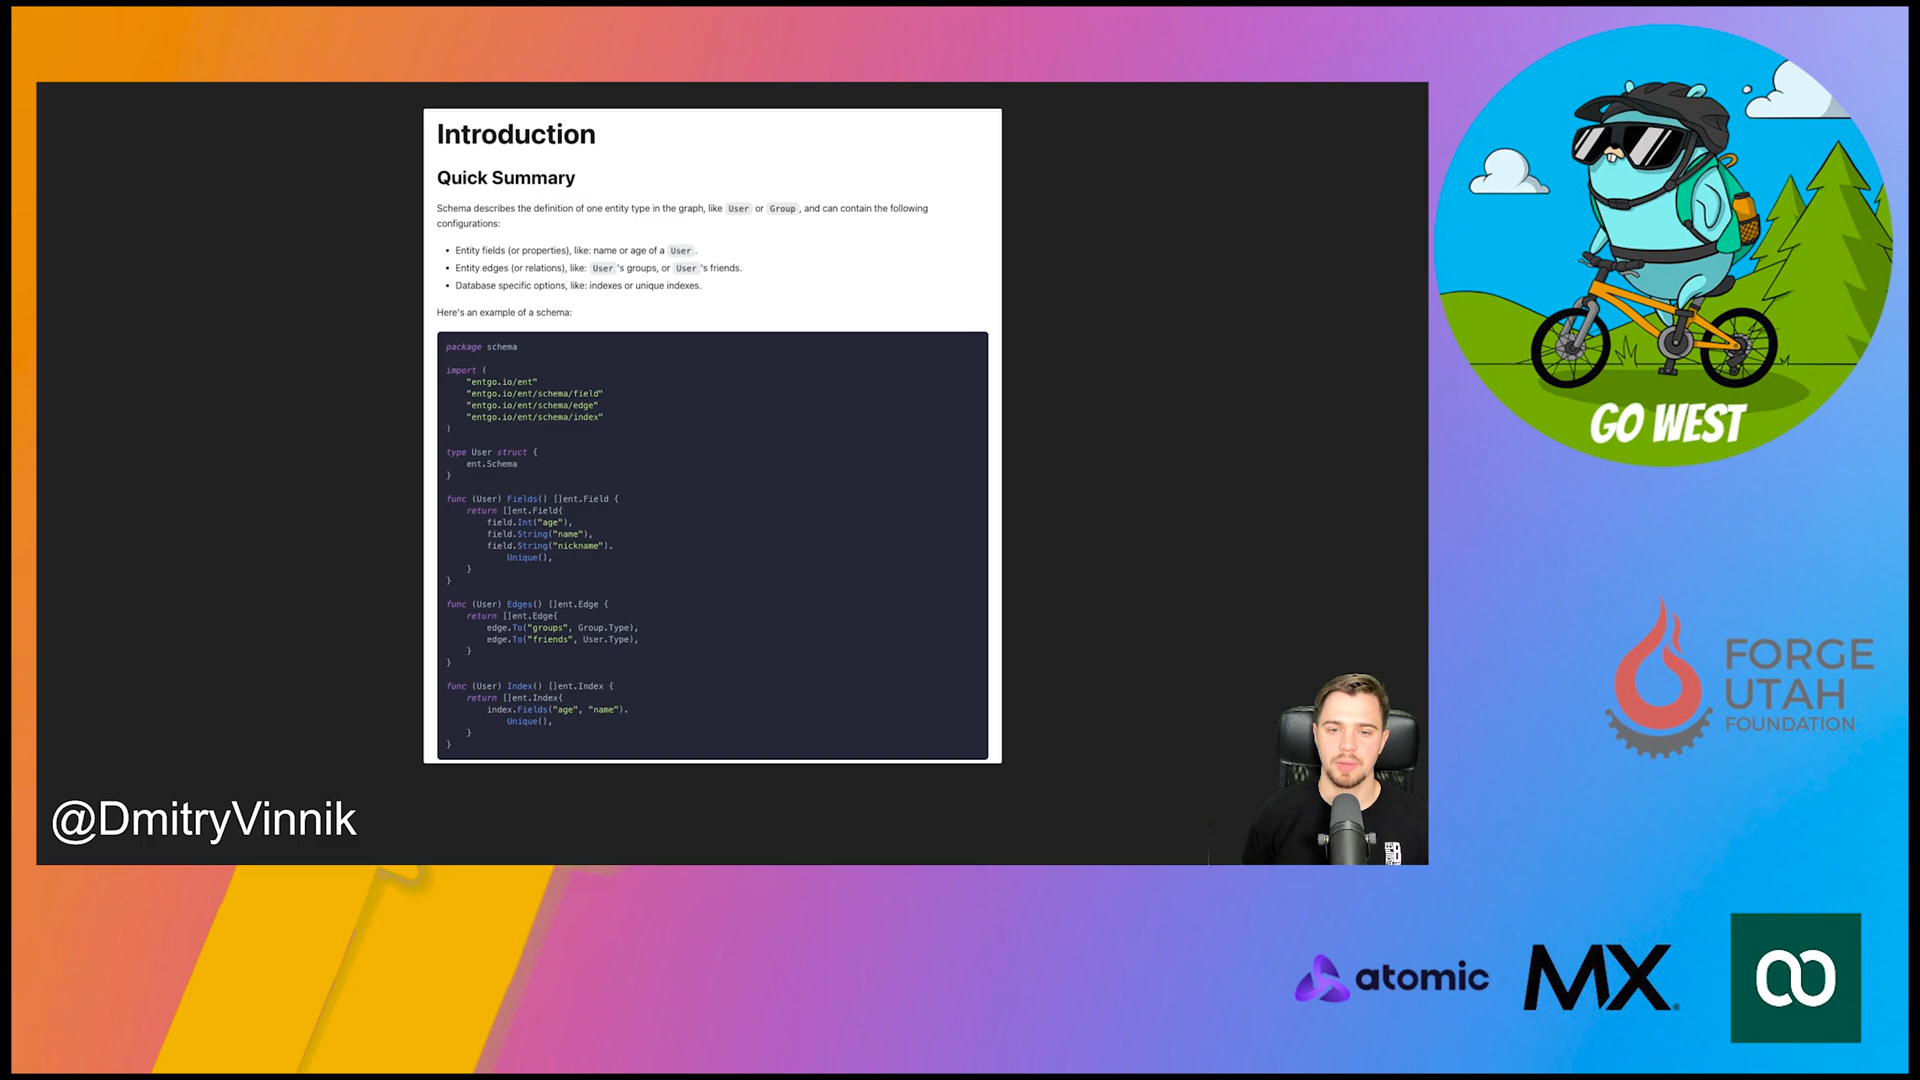 Introduction
Quick Summary
Schema describes the definition of one entity type in the graph, like User or Group, and can contain the following
configurations:
• Entity fields (or properties), like: name or age of a User.
• Entity edges (or relations), like: User's groups, or User's friends.
• Database specific options, like: indexes or unique indexes.
Here's an example of a schema:
package schema
import (
"entgo.io/ent"
"entgo.io/ent/schema/field"
"entgo.io/ent/schema/edge"
"entgo.io/ent/schema/index"
)
type User struct {
ent.Schema
}
func (User) Fields() []ent.Field {
return []ent.Field{
field.Int("age"),
field.String("name"),
field.String("nickname").
Unique(),
}
}
func (User) Edges() []ent.Edge {
return []ent.Edge{
edge.To("groups", Group.Type),
edge.To("friends", User.Type),
}
}
func (User) Index() []ent.Index {
return []ent.Index{
index.Fields("age", "name").
Unique(),
}
}
@DmitryVinnik
GO WEST
FORGE
UTAH
FOUNDATION
atomic
MX